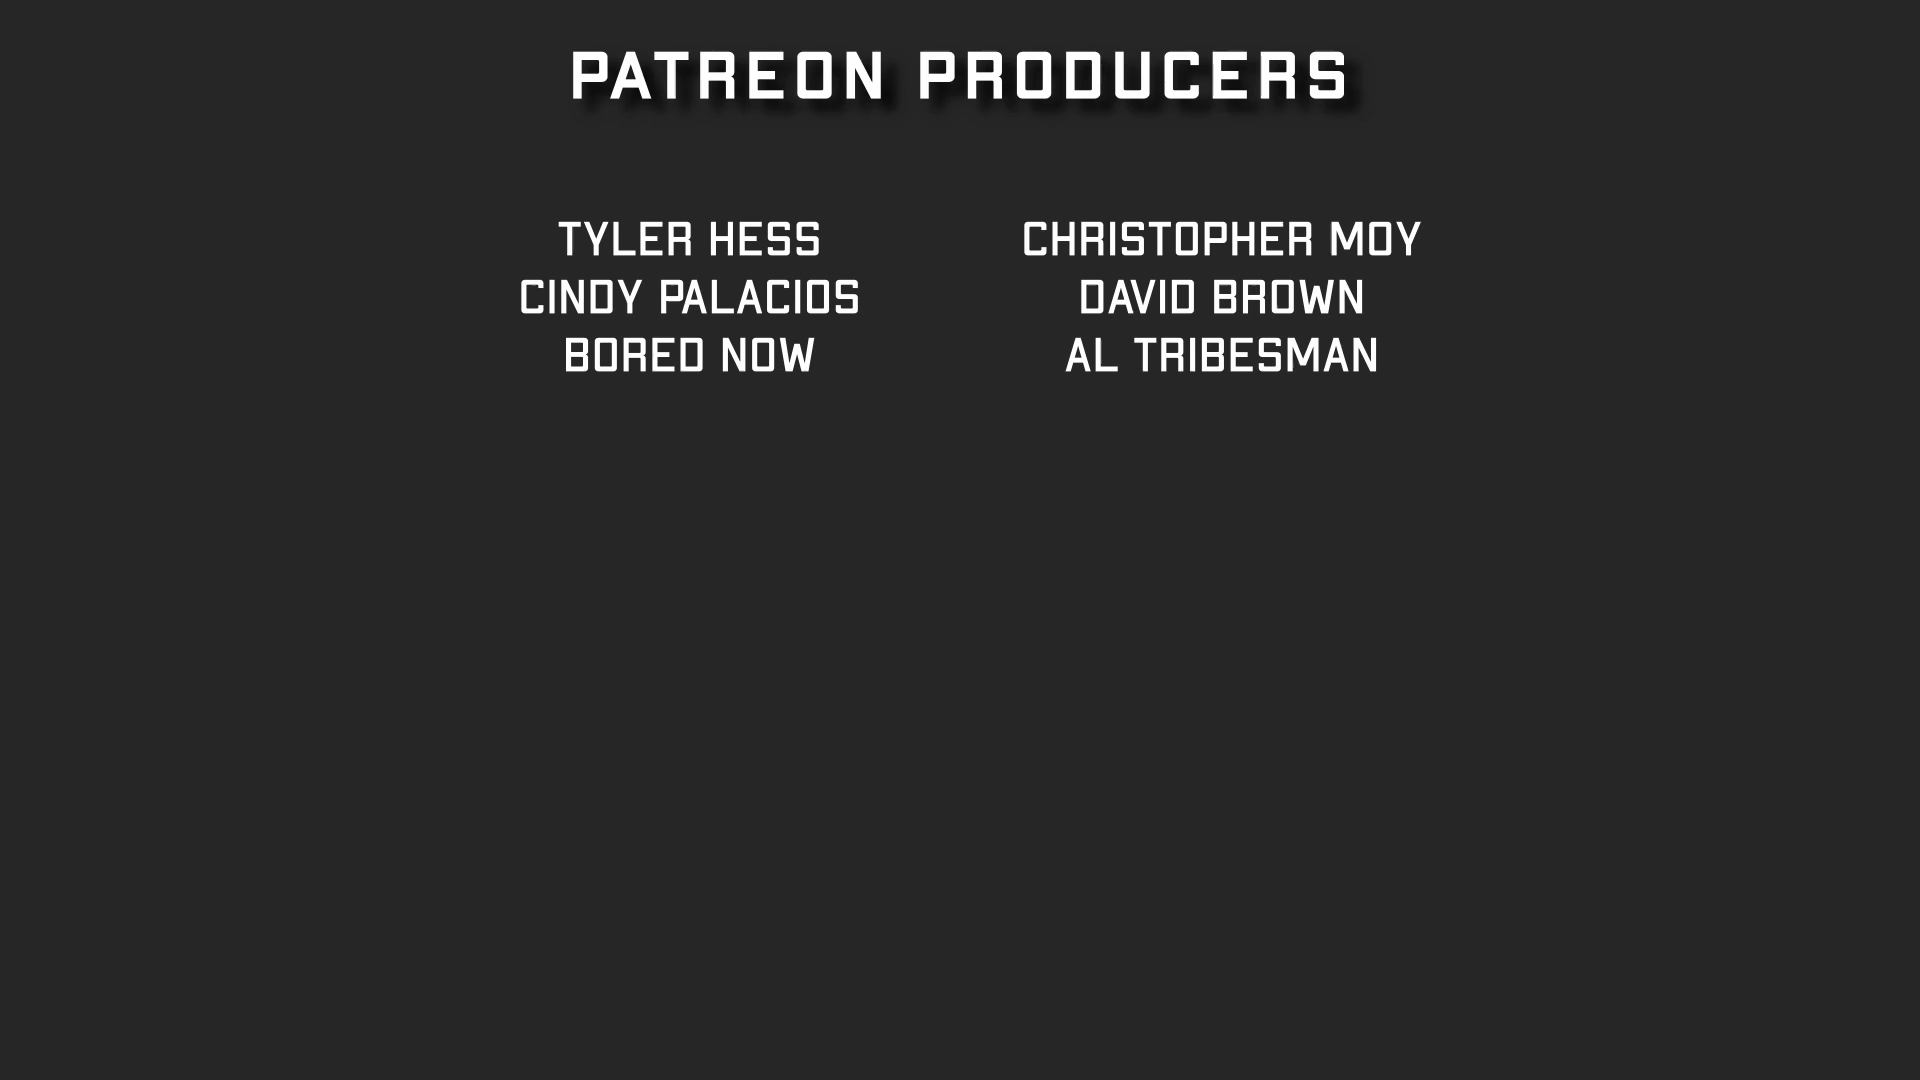 PATREON PRODUCERS
TYLER HESS
CINDY PALACIOS
BORED NOW
CHRISTOPHER MOY
DAVID BROWN
AL TRIBESMAN